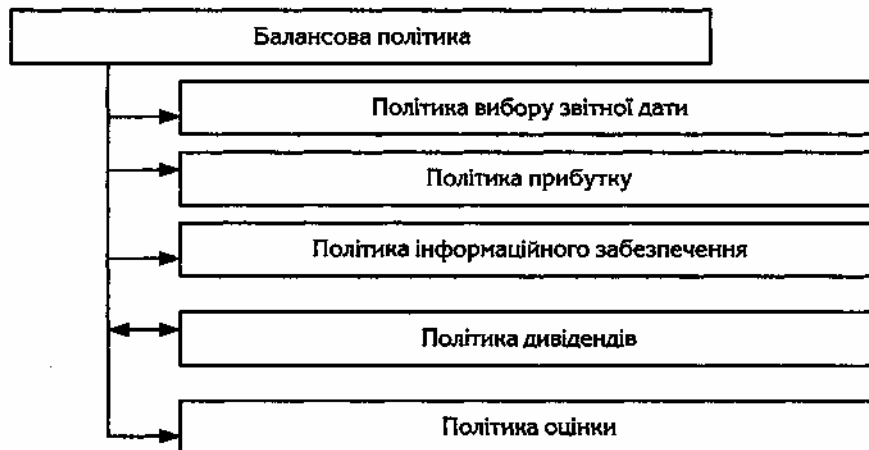 Балансова політика
Політика вибору звітної дати
Політика прибутку
Політика інформаційного забезпечення
Політика дивідендів
Політика оцінки